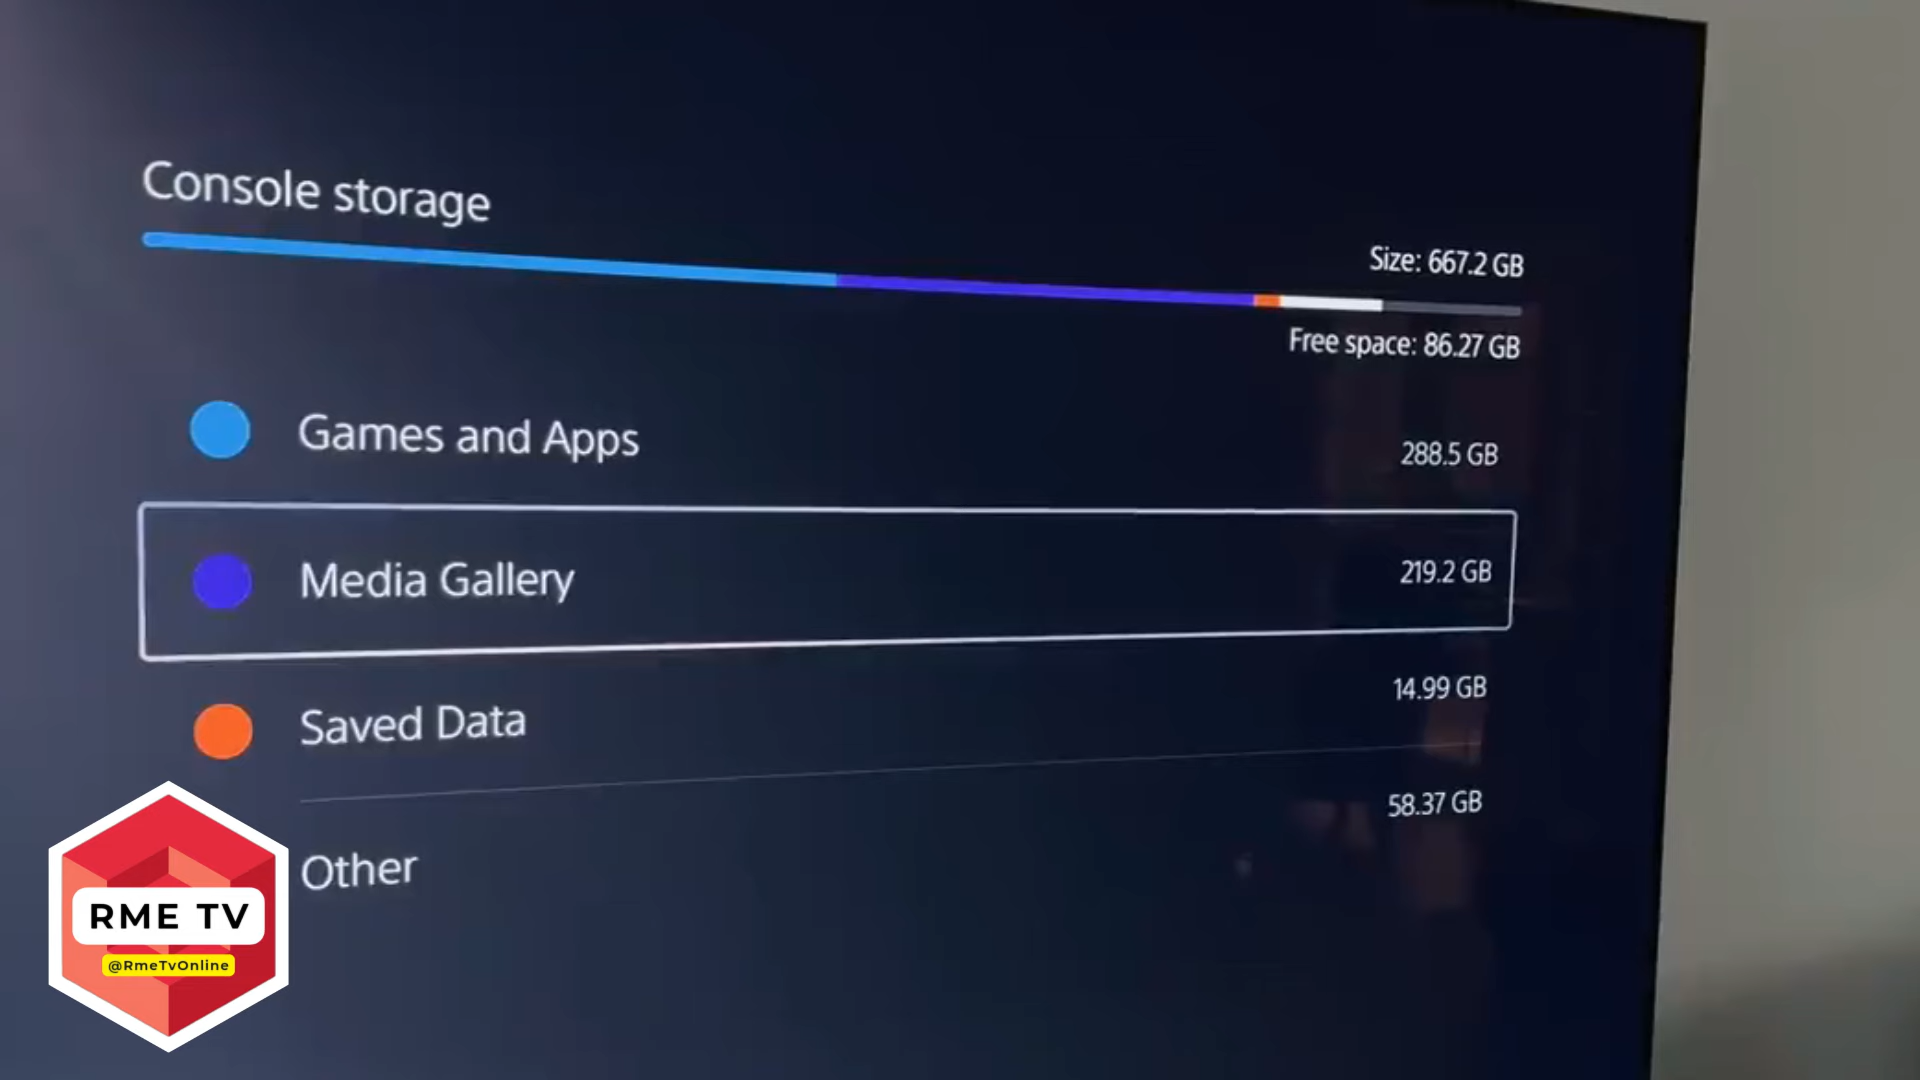 Console storage
Size: 667.2 GB
Free space: 86.27 GB
Games and Apps
288.5 GB
Media Gallery
219.2 GB
Saved Data
14.99 GB
Other
58.37 GB
RME TV
@RmeTvOnline